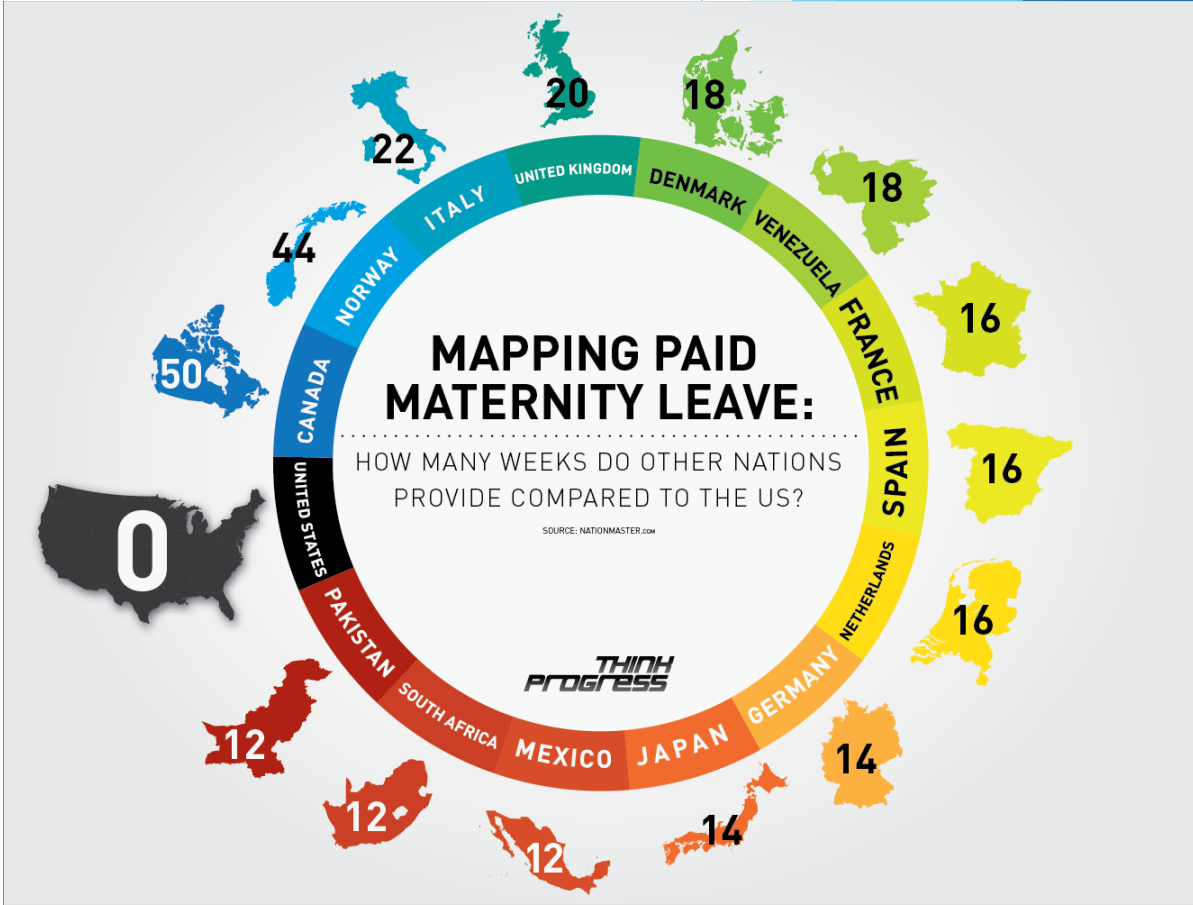 MAPPING PAID
MATERNITY LEAVE:
HOW MANY WEEKS DO OTHER NATIONS
PROVIDE COMPARED TO THE US?
SOURCE: NATIONMASTER.COM
THINK
PROGRESS
UNITED STATES
0
CANADA
50
NORWAY
44
ITALY
22
UNITED KINGDOM
20
DENMARK
18
VENEZUELA
18
FRANCE
16
SPAIN
16
NETHERLANDS
16
GERMANY
14
JAPAN
14
MEXICO
12
SOUTH AFRICA
12
PAKISTAN
12